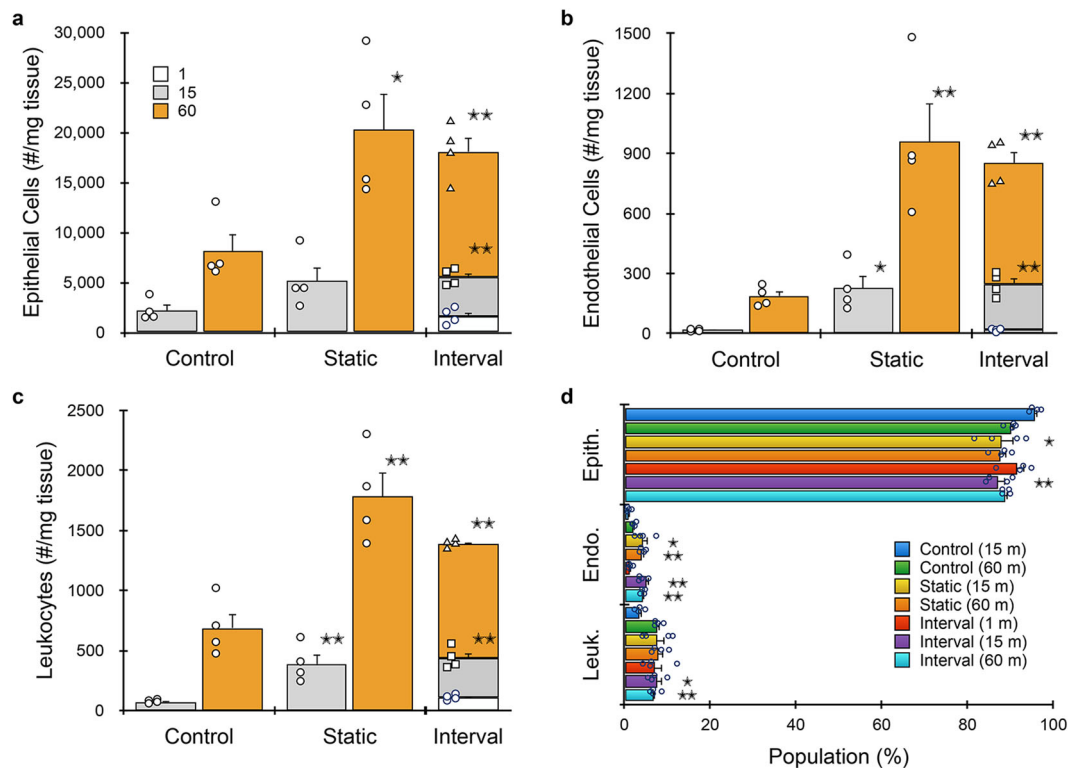 a
Epithelial Cells (#/mg tissue)
30,000
25,000
20,000
15,000
10,000
5,000
0
1
15
60
Control
Static
Interval
b
Endothelial Cells (#/mg tissue)
1500
1200
900
600
300
0
Control
Static
Interval
c
Leukocytes (#/mg tissue)
2500
2000
1500
1000
500
0
Control
Static
Interval
d
Epith.
Endo.
Leuk.
Control (15 m)
Control (60 m)
Static (15 m)
Static (60 m)
Interval (1 m)
Interval (15 m)
Interval (60 m)
0
20
40
60
80
100
Population (%)